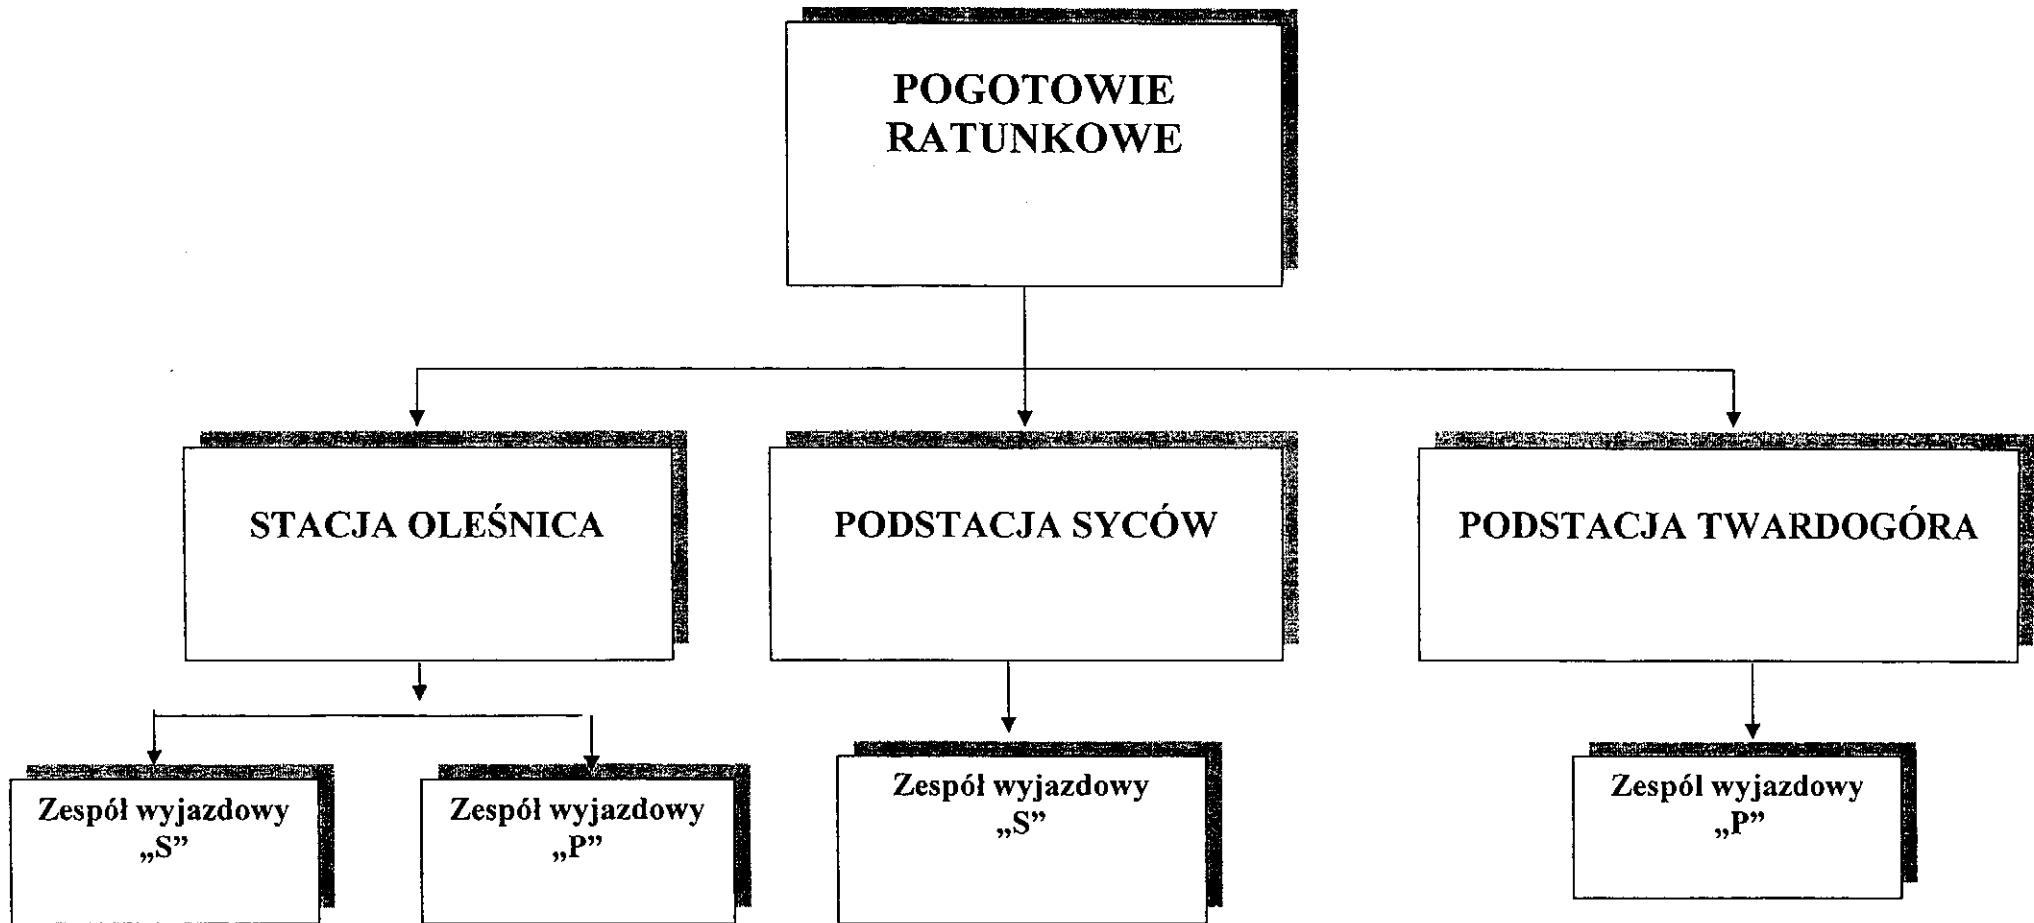 POGOTOWIE
RATUNKOWE
STACJA OLEŚNICA
PODSTACJA SYCÓW
PODSTACJA TWARDOGÓRA
Zespół wyjazdowy
„S”
Zespół wyjazdowy
„P”
Zespół wyjazdowy
„S”
Zespół wyjazdowy
„P”